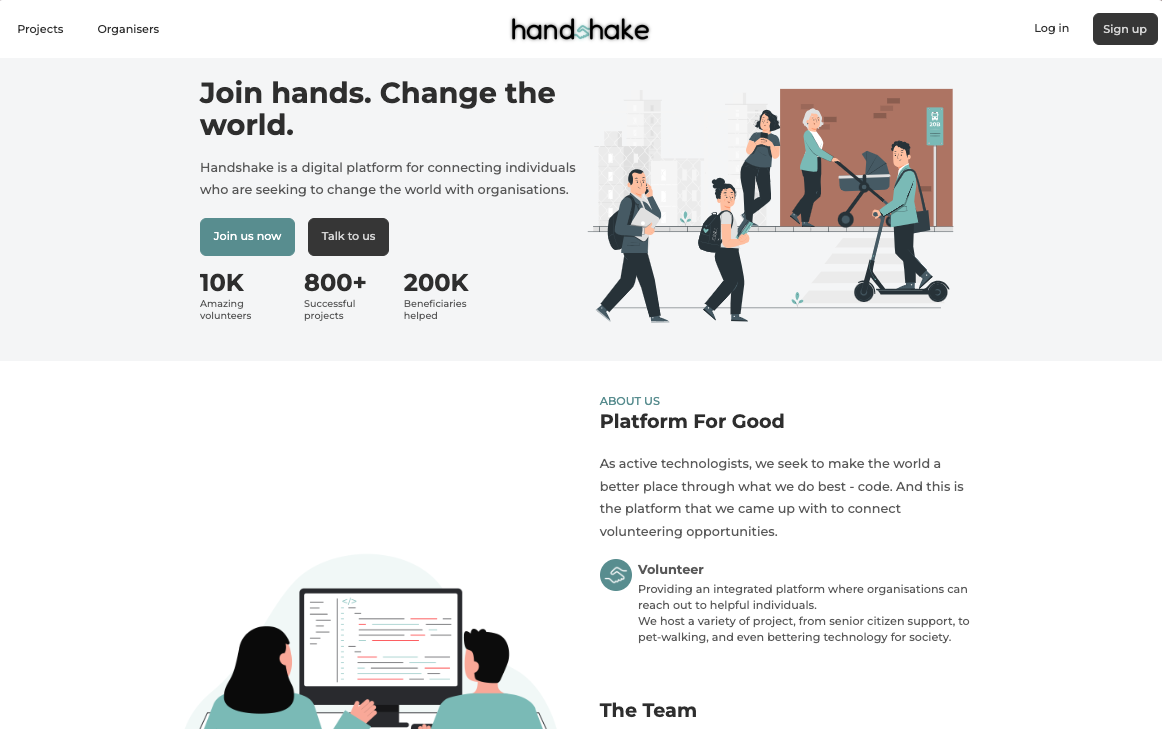 Projects
Organisers
handshake
Log in
Sign up
Join hands. Change the
world.
Handshake is a digital platform for connecting individuals
who are seeking to change the world with organisations.
Join us now
Talk to us
10K
Amazing
volunteers
800+
Successful
projects
200K
Beneficiaries
helped
20B
ABOUT US
Platform For Good
As active technologists, we seek to make the world a
better place through what we do best - code. And this is
the platform that we came up with to connect
volunteering opportunities.
Volunteer
Providing an integrated platform where organisations can
reach out to helpful individuals.
We host a variety of project, from senior citizen support, to
pet-walking, and even bettering technology for society.
</>
The Team